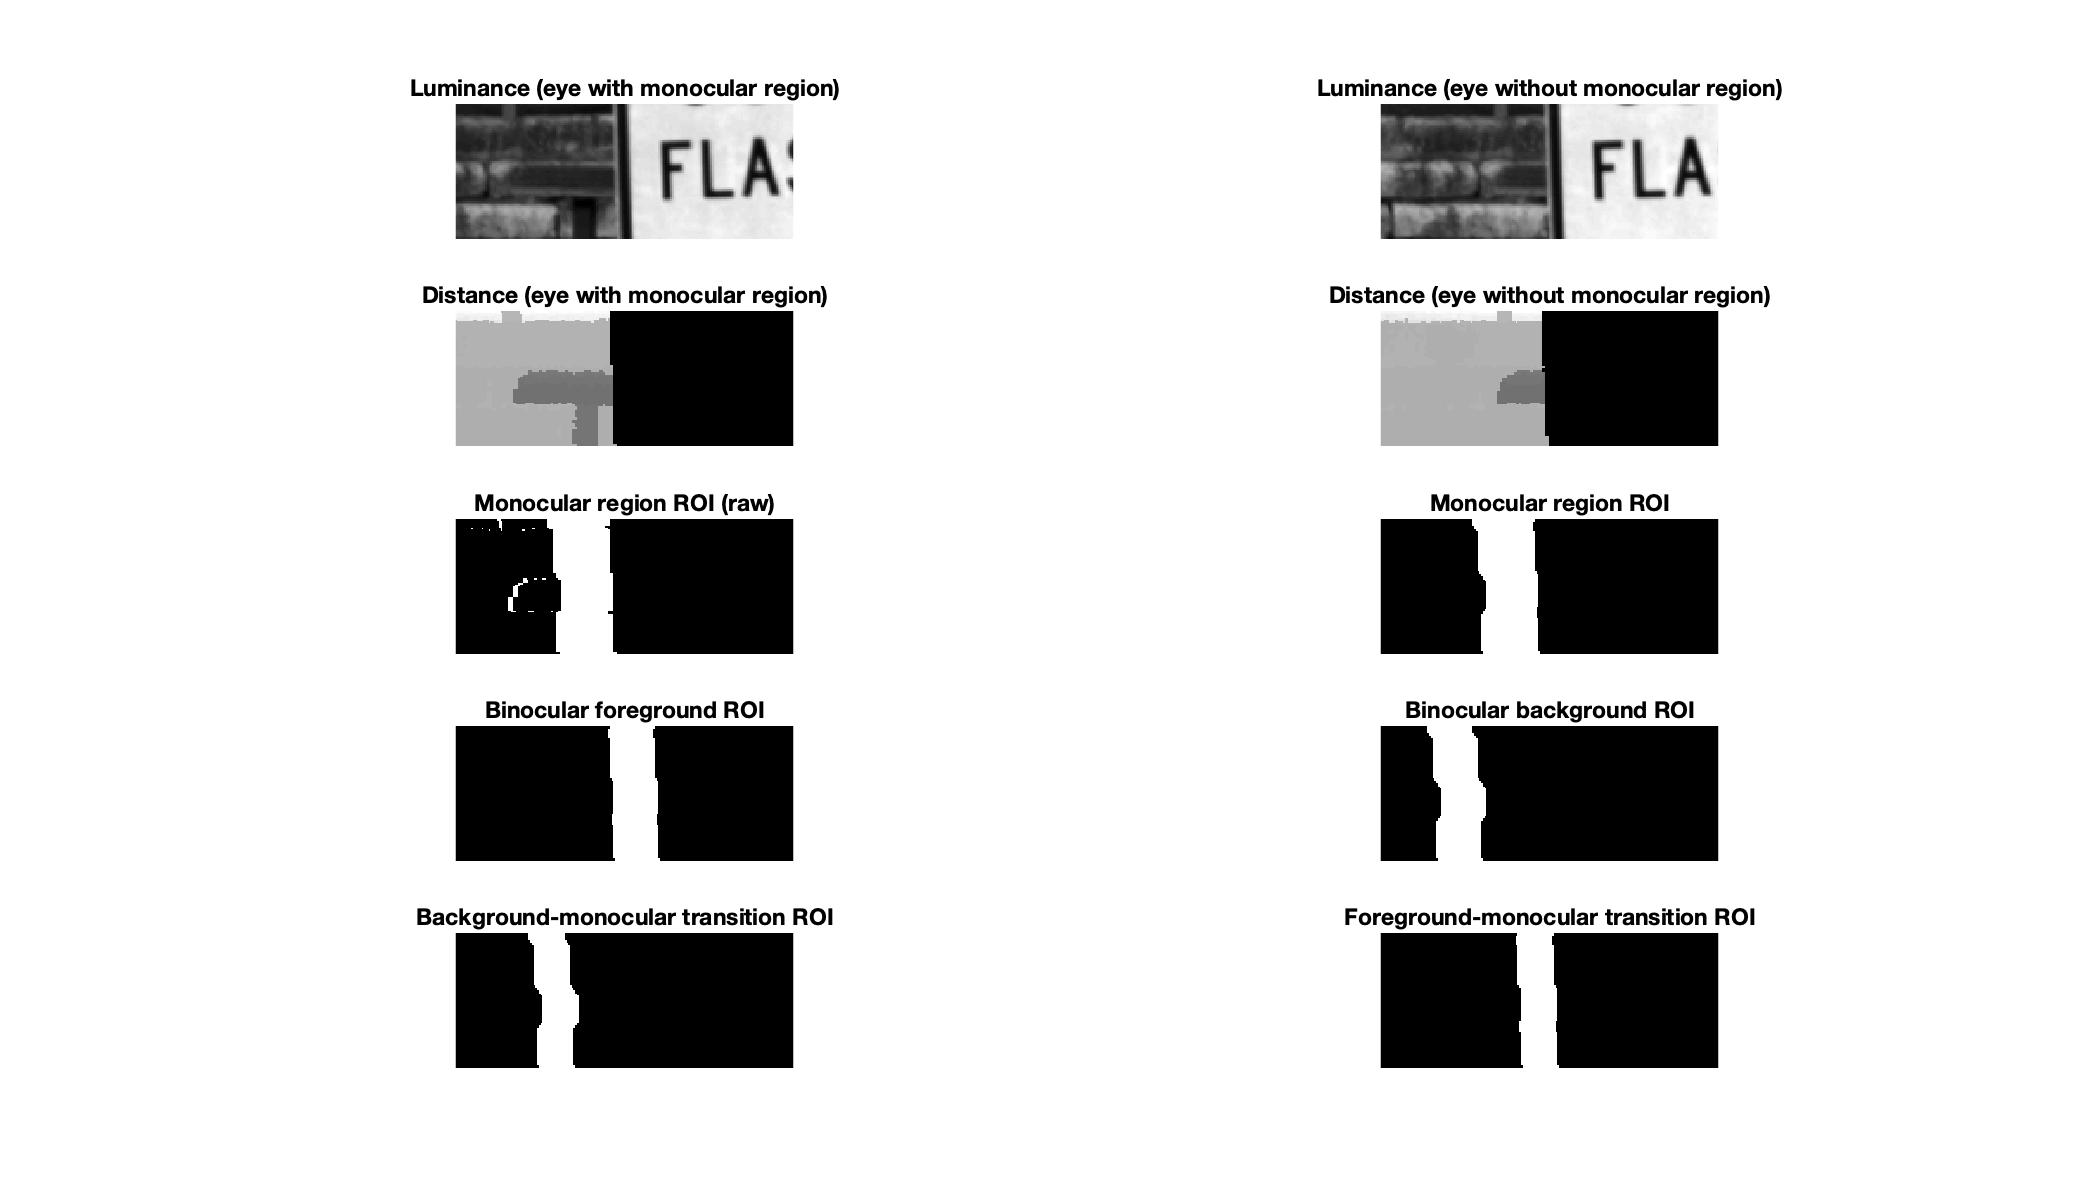 Luminance (eye with monocular region)
Luminance (eye without monocular region)
FLAS
FLA
Distance (eye with monocular region)
Distance (eye without monocular region)
Monocular region ROI (raw)
Monocular region ROI
Binocular foreground ROI
Binocular background ROI
Background-monocular transition ROI
Foreground-monocular transition ROI